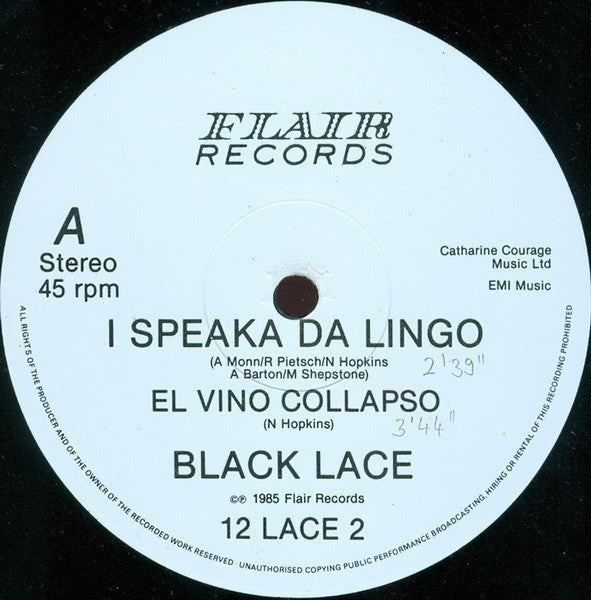 FLAIR
RECORDS
A
Stereo
45 rpm
Catharine Courage
Music Ltd
EMI Music
I SPEAKA DA LINGO
(A Monn/R Pietsch/N Hopkins
A Barton/M Shepstone)
2'39"
EL VINO COLLAPSO
(N Hopkins)
3'44"
BLACK LACE
©℗ 1985 Flair Records
12 LACE 2
ALL RIGHTS OF THE PRODUCER AND OF THE OWNER OF THE RECORDED WORK RESERVED · UNAUTHORISED COPYING PUBLIC PERFORMANCE BROADCASTING, HIRING OR RENTAL OF THIS RECORDING PROHIBITED